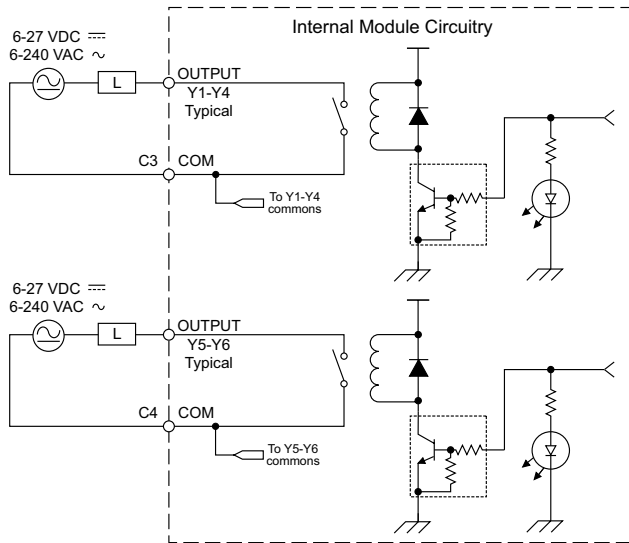 Internal Module Circuitry
6-27 VDC ⎓
6-240 VAC ∿
L
OUTPUT
Y1-Y4
Typical
C3
COM
To Y1-Y4
commons
6-27 VDC ⎓
6-240 VAC ∿
L
OUTPUT
Y5-Y6
Typical
C4
COM
To Y5-Y6
commons